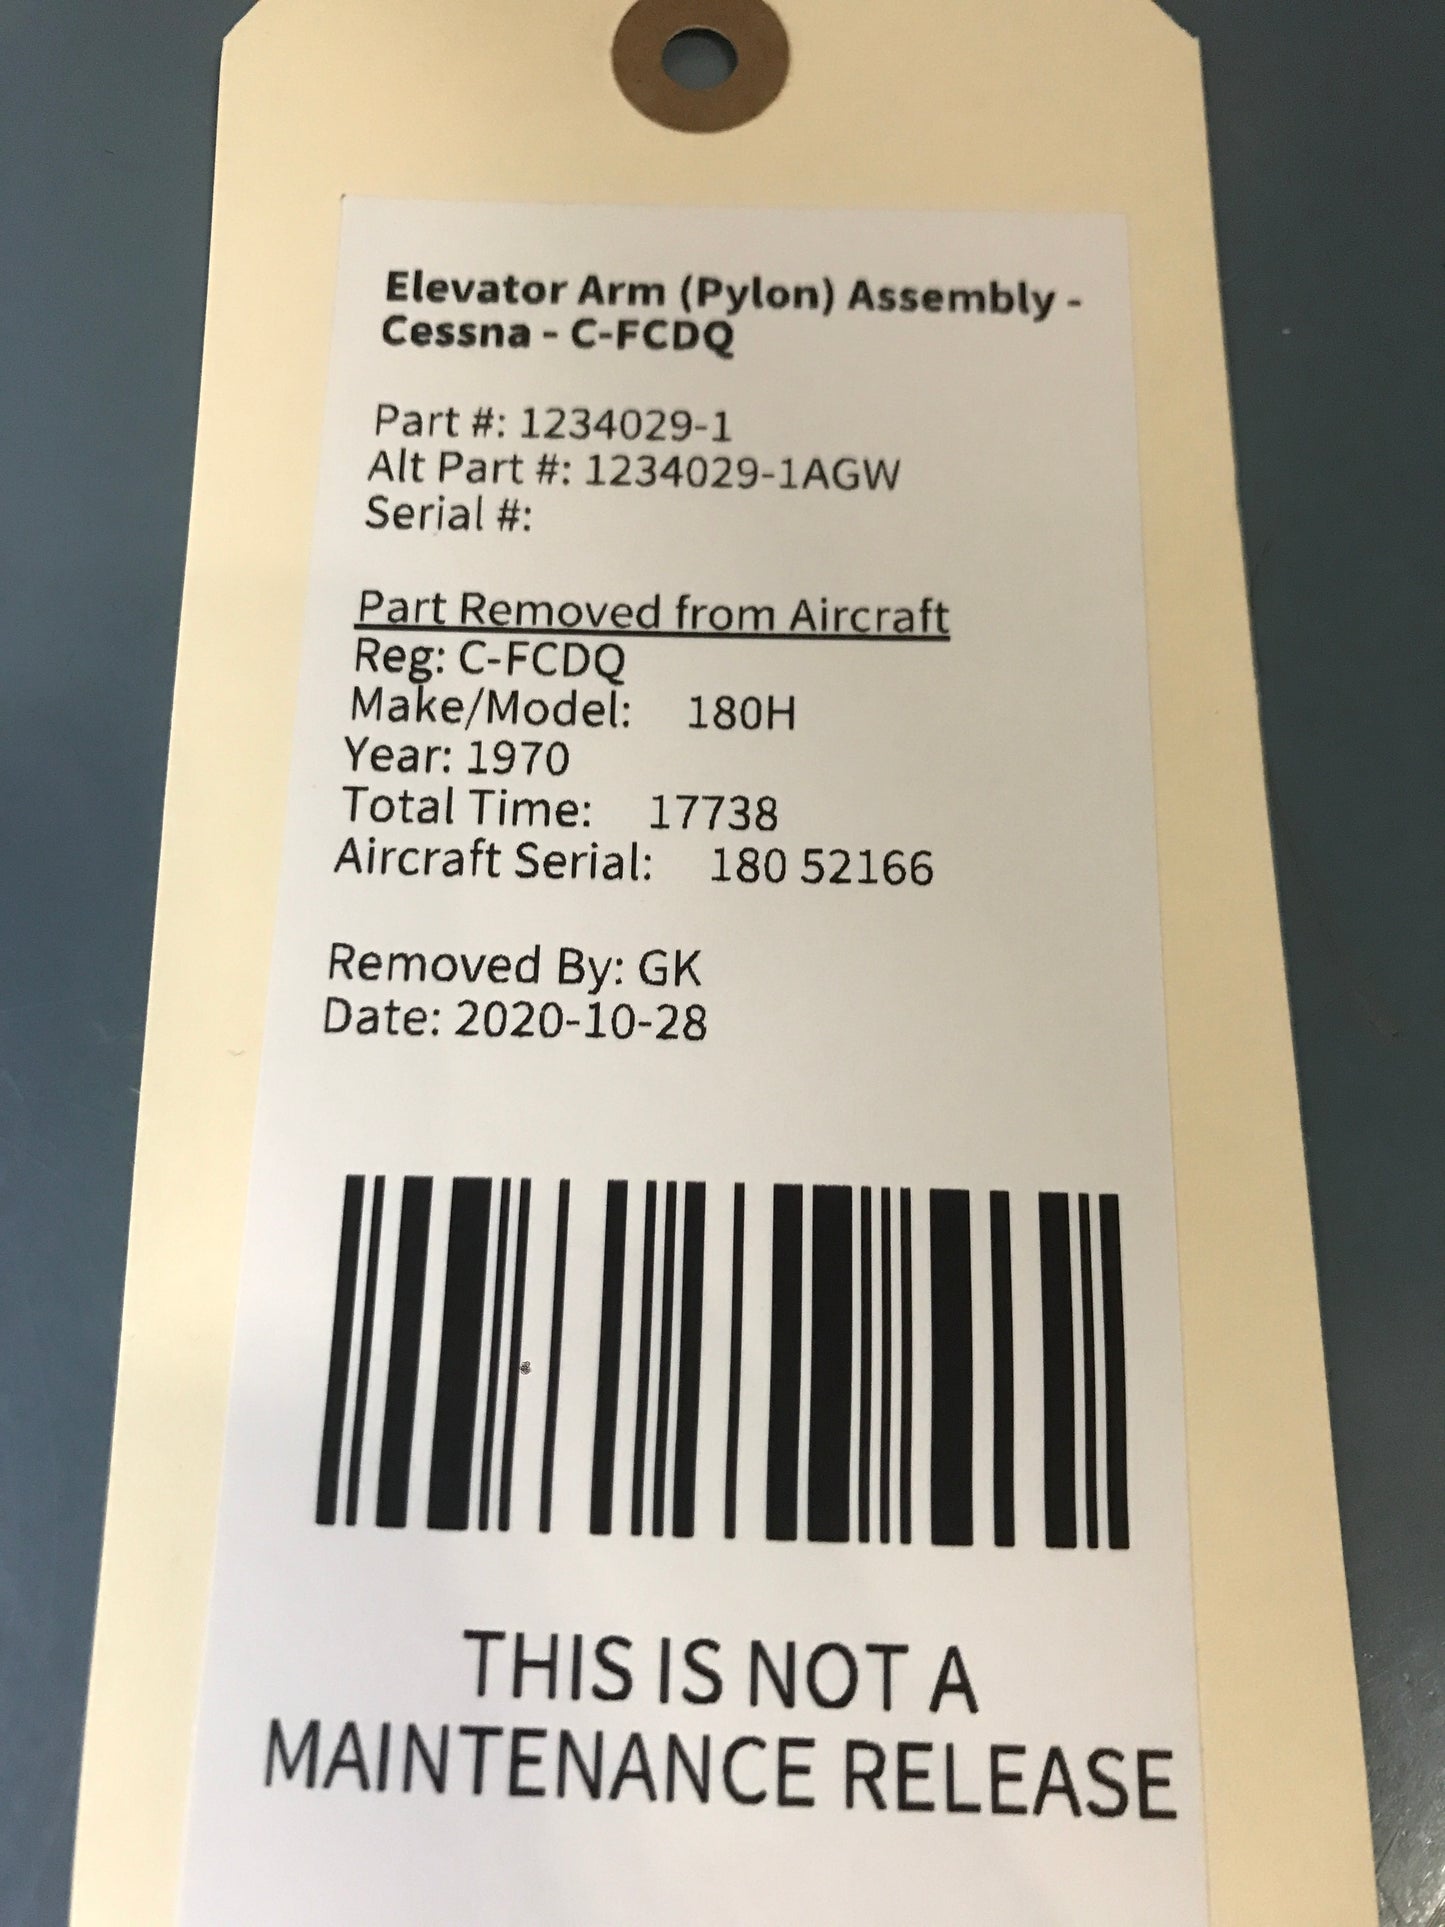 Elevator Arm (Pylon) Assembly -
Cessna - C-FCDQ
Part #: 1234029-1
Alt Part #: 1234029-1AGW
Serial #:
Part Removed from Aircraft
Reg: C-FCDQ
Make/Model: 180H
Year: 1970
Total Time: 17738
Aircraft Serial: 180 52166
Removed By: GK
Date: 2020-10-28
THIS IS NOT A
MAINTENANCE RELEASE